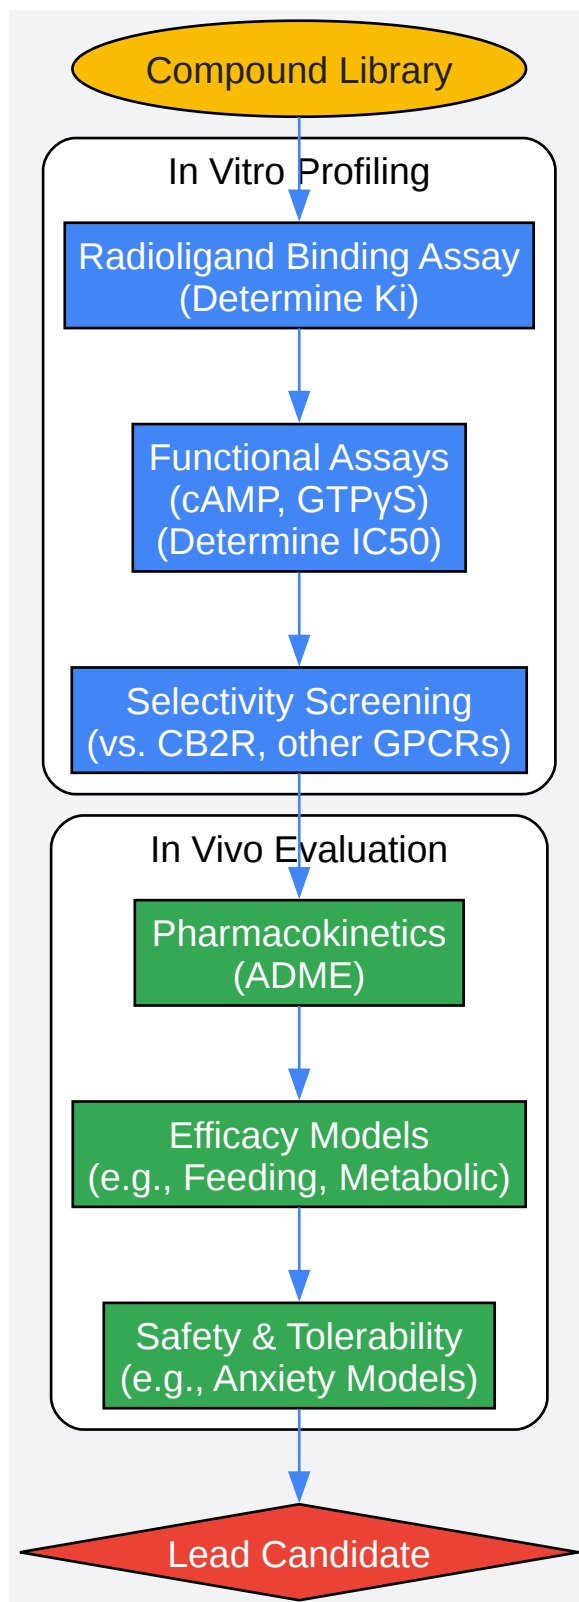 Compound Library
In Vitro Profiling
Radioligand Binding Assay
(Determine Ki)
Functional Assays
(cAMP, GTPγS)
(Determine IC50)
Selectivity Screening
(vs. CB2R, other GPCRs)
In Vivo Evaluation
Pharmacokinetics
(ADME)
Efficacy Models
(e.g., Feeding, Metabolic)
Safety & Tolerability
(e.g., Anxiety Models)
Lead Candidate